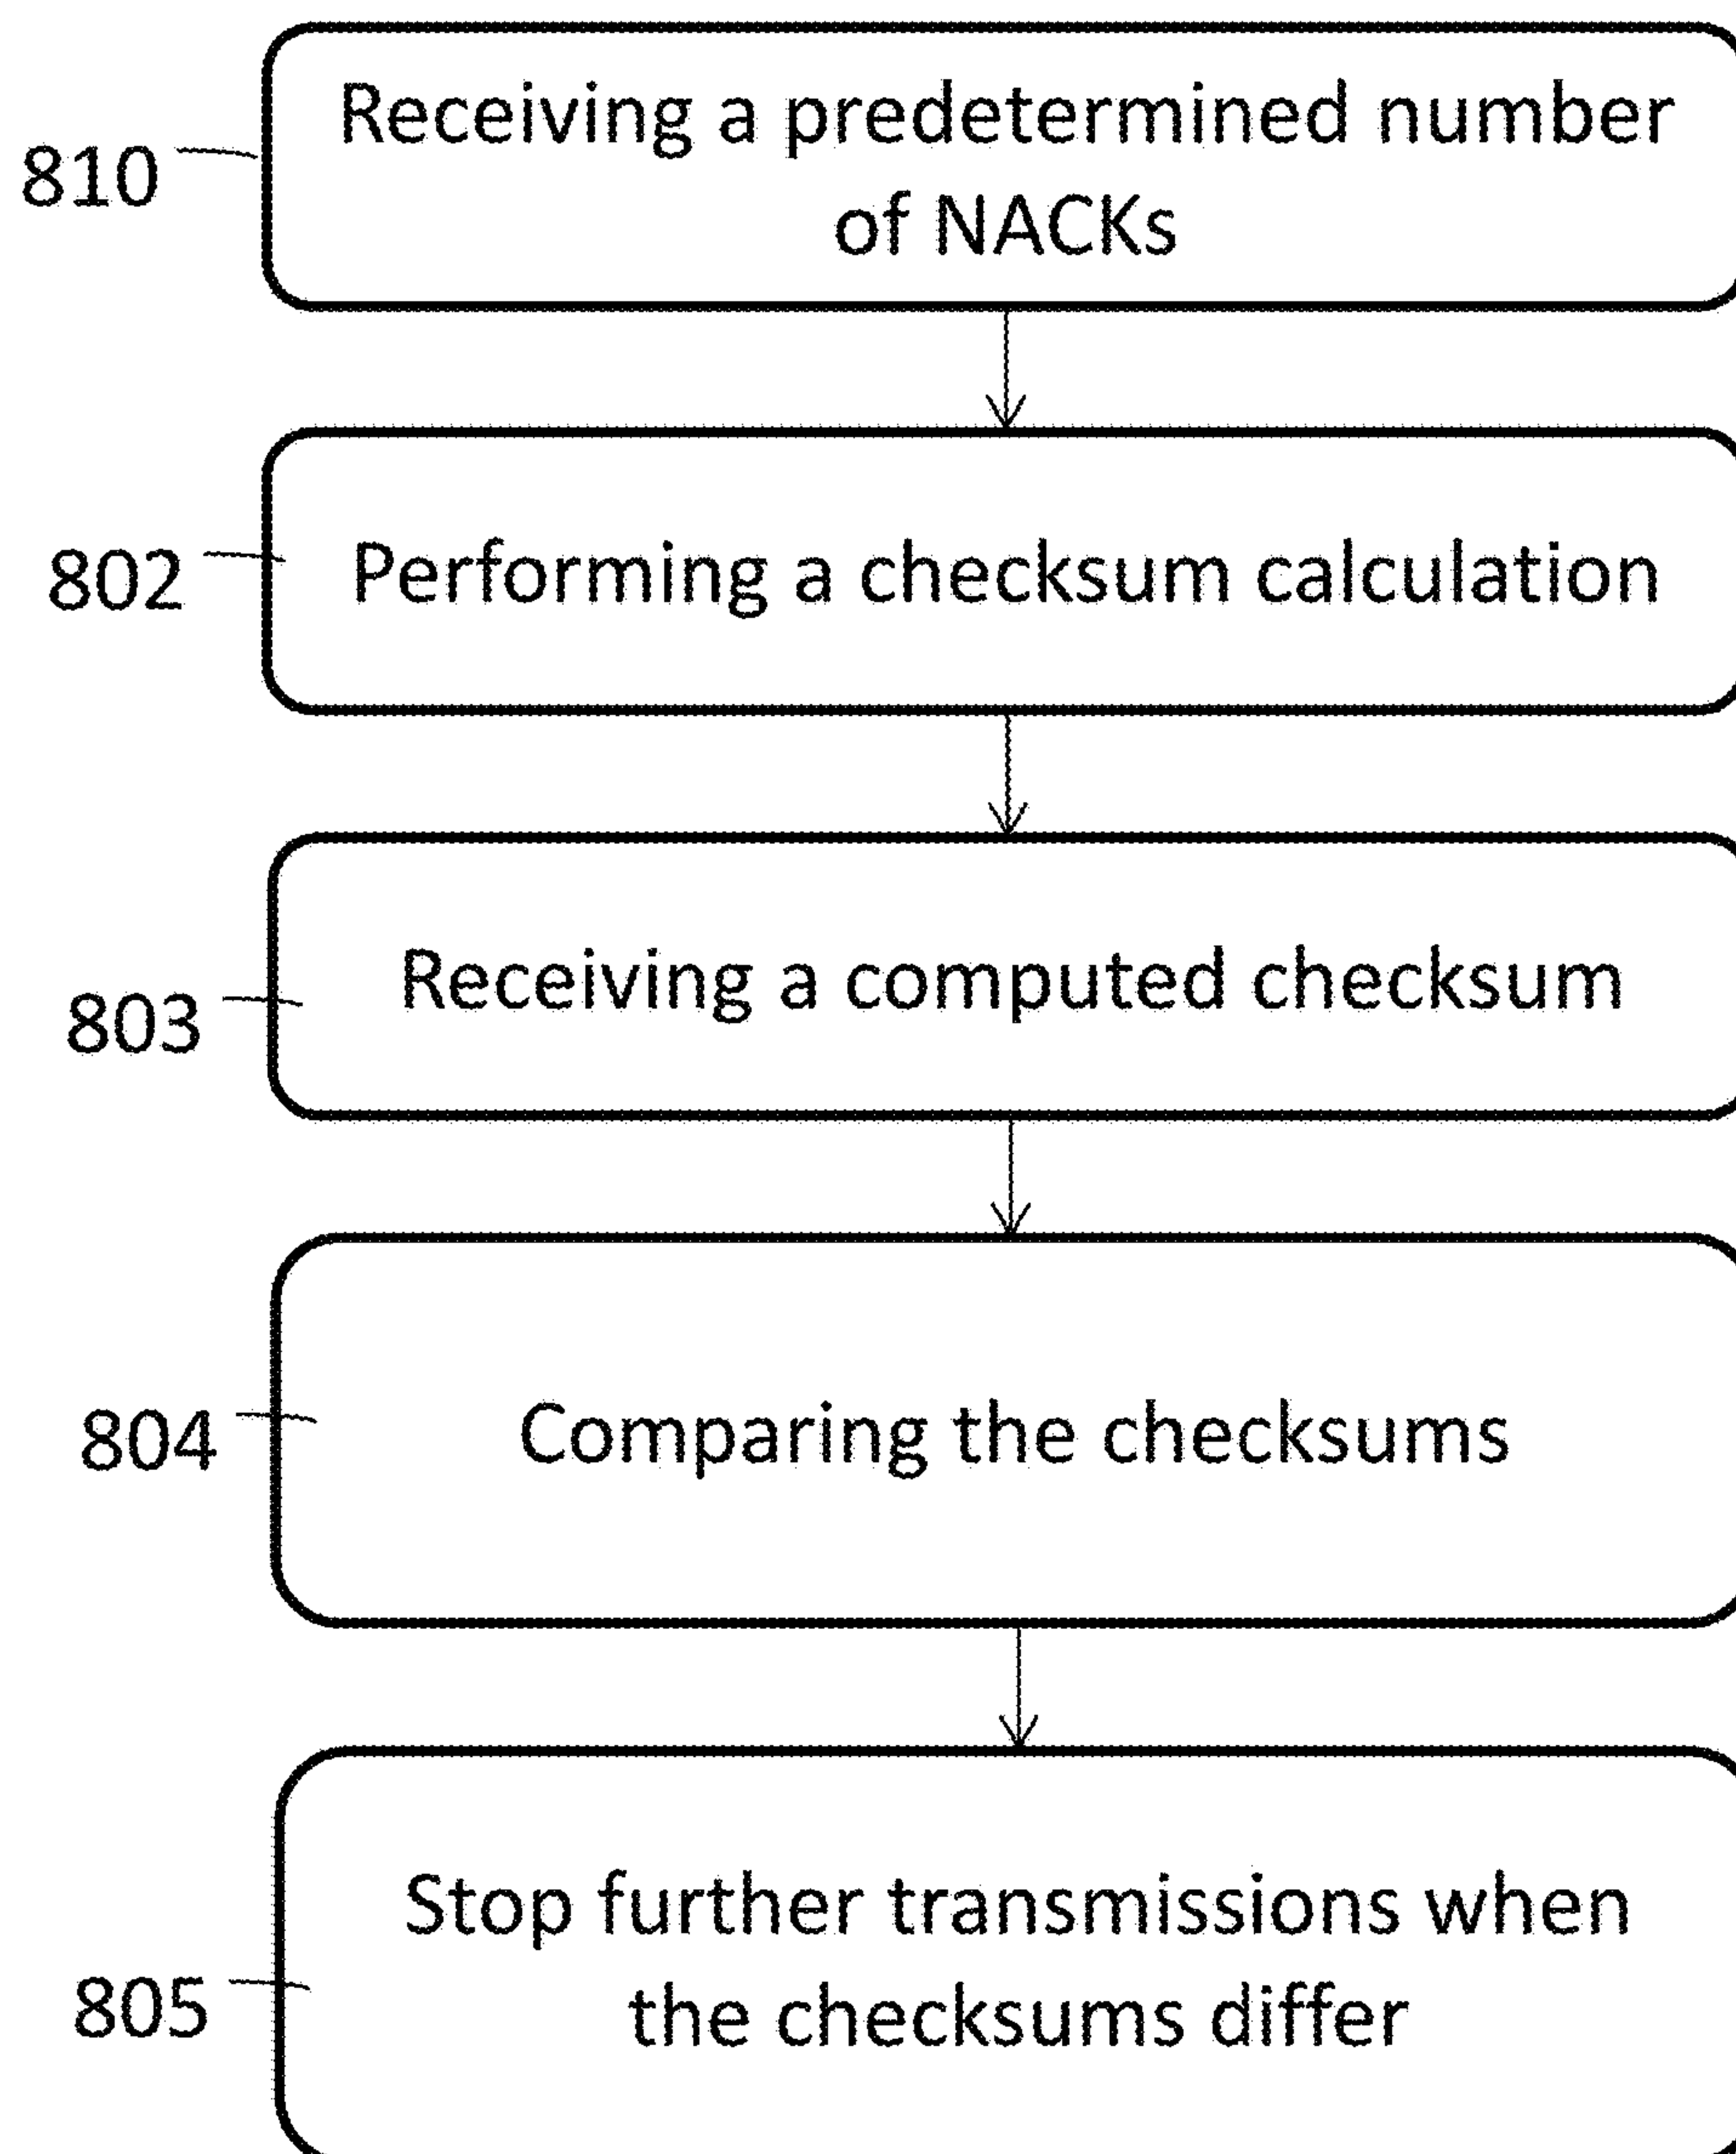 Receiving a predetermined number
of NACKs
810
Performing a checksum calculation
802
Receiving a computed checksum
803
Comparing the checksums
804
Stop further transmissions when
the checksums differ
805